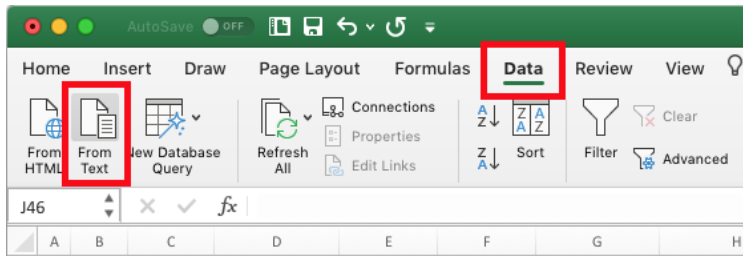 AutoSave OFF
Home Insert Draw Page Layout Formulas Data Review View
From HTML
From Text
New Database Query
Refresh All
Connections
Properties
Edit Links
A Z
Z A
Z A A Z
Sort
Filter
Clear
Advanced
J46 fx
A B C D E F G H